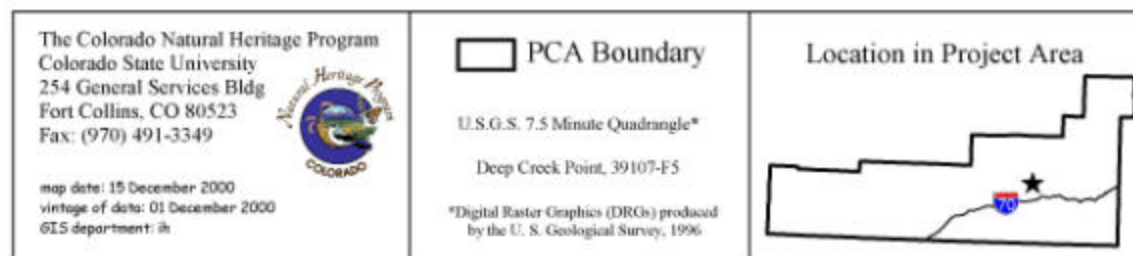 The Colorado Natural Heritage Program
Colorado State University
254 General Services Bldg
Fort Collins, CO 80523
Fax: (970) 491-3349
Natural Heritage Program
COLORADO
map date: 15 December 2000
vintage of data: 01 December 2000
GIS department: ih
PCA Boundary
U.S.G.S. 7.5 Minute Quadrangle*
Deep Creek Point, 39107-F5
*Digital Raster Graphics (DRGs) produced
by the U. S. Geological Survey, 1996
Location in Project Area
70